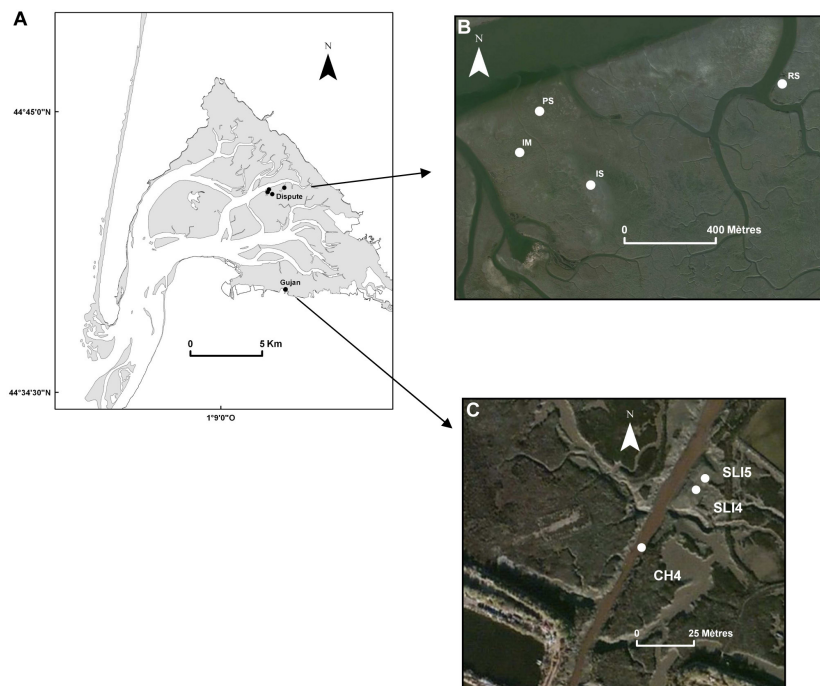 A
N
44°45'0"N
Dispute
Gujan
0 5 Km
44°34'30"N
1°9'0"O
B
N
RS
PS
IM
IS
0 400 Mètres
C
N
SLI5
SLI4
CH4
0 25 Mètres